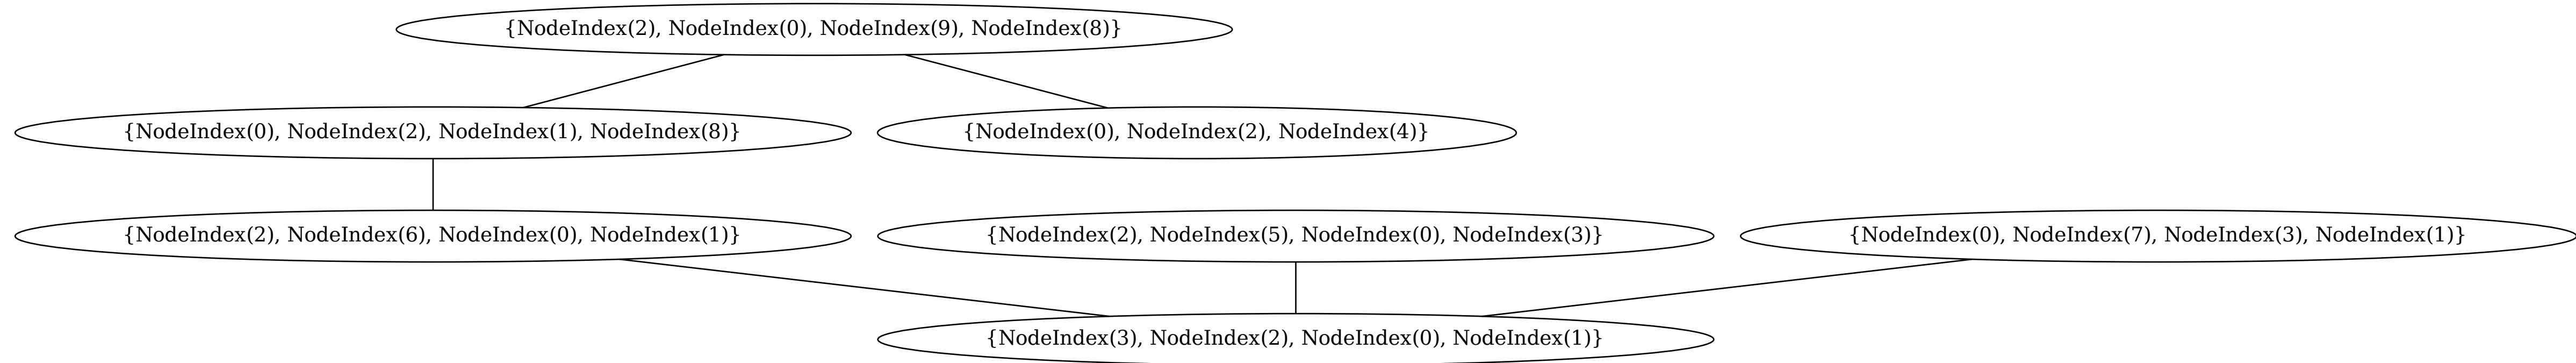 {NodeIndex(2), NodeIndex(0), NodeIndex(9), NodeIndex(8)}
{NodeIndex(0), NodeIndex(2), NodeIndex(1), NodeIndex(8)}
{NodeIndex(0), NodeIndex(2), NodeIndex(4)}
{NodeIndex(2), NodeIndex(6), NodeIndex(0), NodeIndex(1)}
{NodeIndex(2), NodeIndex(5), NodeIndex(0), NodeIndex(3)}
{NodeIndex(0), NodeIndex(7), NodeIndex(3), NodeIndex(1)}
{NodeIndex(3), NodeIndex(2), NodeIndex(0), NodeIndex(1)}